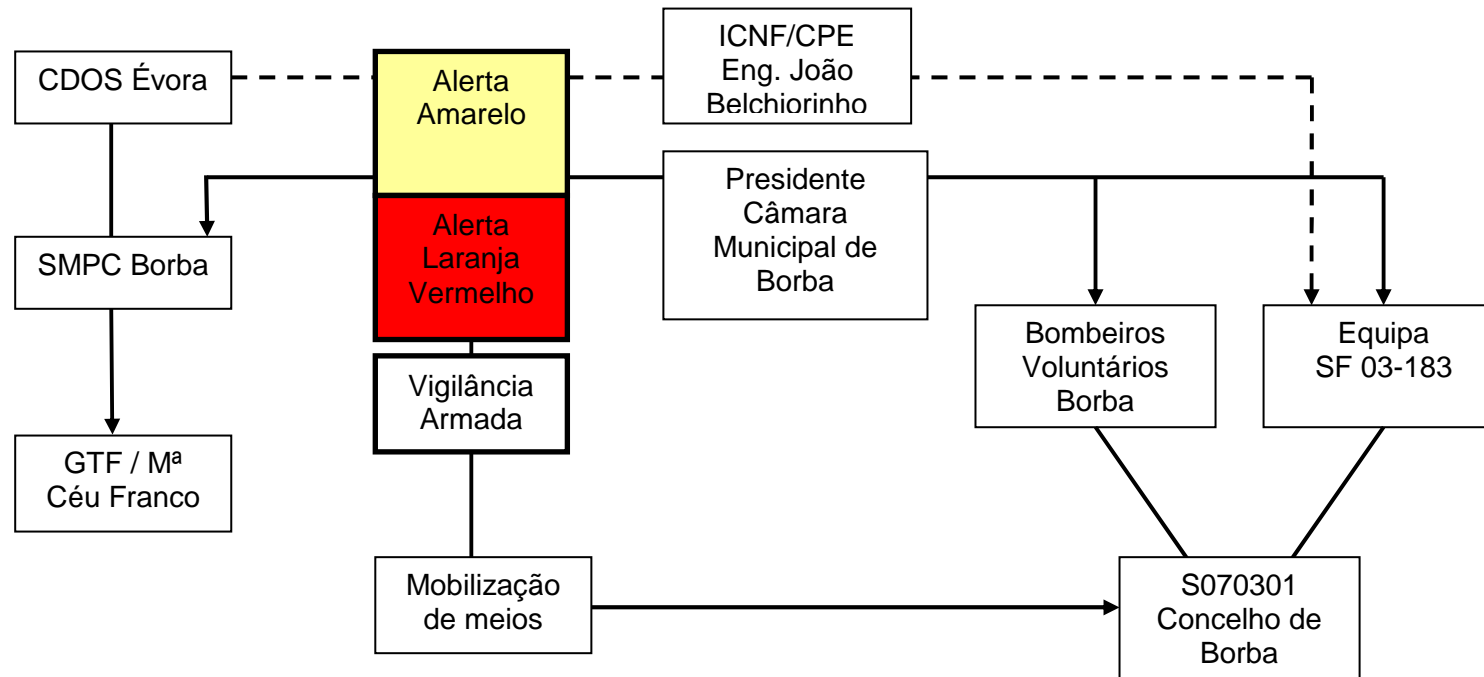 CDOS Évora
Alerta
Amarelo
ICNF/CPE
Eng. João
Belchiorinho
Presidente
Câmara
Municipal de
Borba
SMPC Borba
Alerta
Laranja
Vermelho
Vigilância
Armada
Bombeiros
Voluntários
Borba
Equipa
SF 03-183
GTF / Mª
Céu Franco
Mobilização
de meios
S070301
Concelho de
Borba